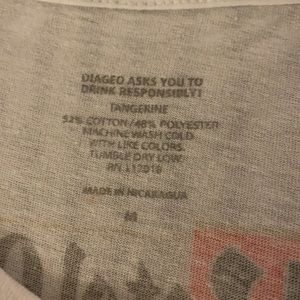 DIAGEO ASKS YOU TO
DRINK RESPONSIBLY!
TANGERINE
52% COTTON/48% POLYESTER
MACHINE WASH COLD
WITH LIKE COLORS
TUMBLE DRY LOW
MADE IN NICARAGUA
M